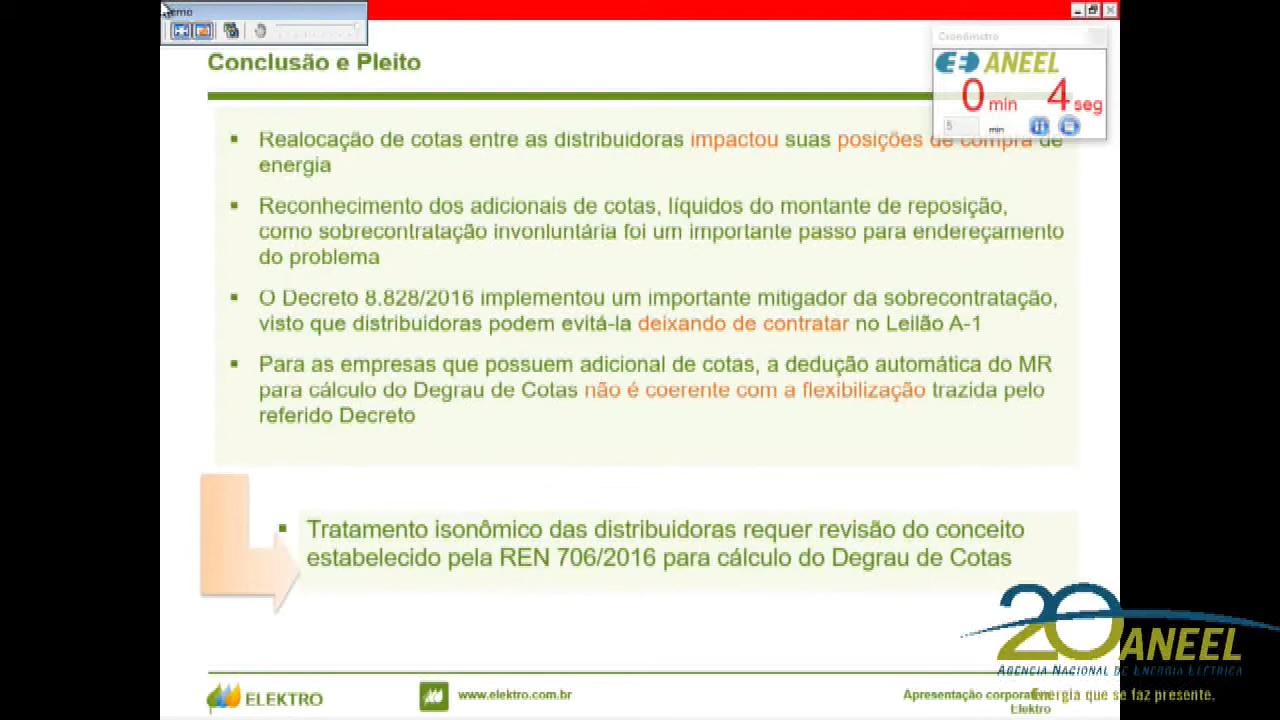 emo
Cronômetro
ANEEL
0 min 4 seg
5 min
Conclusão e Pleito
Realocação de cotas entre as distribuidoras impactou suas posições de compra de
energia
Reconhecimento dos adicionais de cotas, líquidos do montante de reposição,
como sobrecontratação invonluntária foi um importante passo para endereçamento
do problema
O Decreto 8.828/2016 implementou um importante mitigador da sobrecontratação,
visto que distribuidoras podem evitá-la deixando de contratar no Leilão A-1
Para as empresas que possuem adicional de cotas, a dedução automática do MR
para cálculo do Degrau de Cotas não é coerente com a flexibilização trazida pelo
referido Decreto
Tratamento isonômico das distribuidoras requer revisão do conceito
estabelecido pela REN 706/2016 para cálculo do Degrau de Cotas
20 ANEEL
AGÊNCIA NACIONAL DE ENERGIA ELÉTRICA
Energia que se faz presente.
ELEKTRO
www.elektro.com.br
Apresentação
Elektro